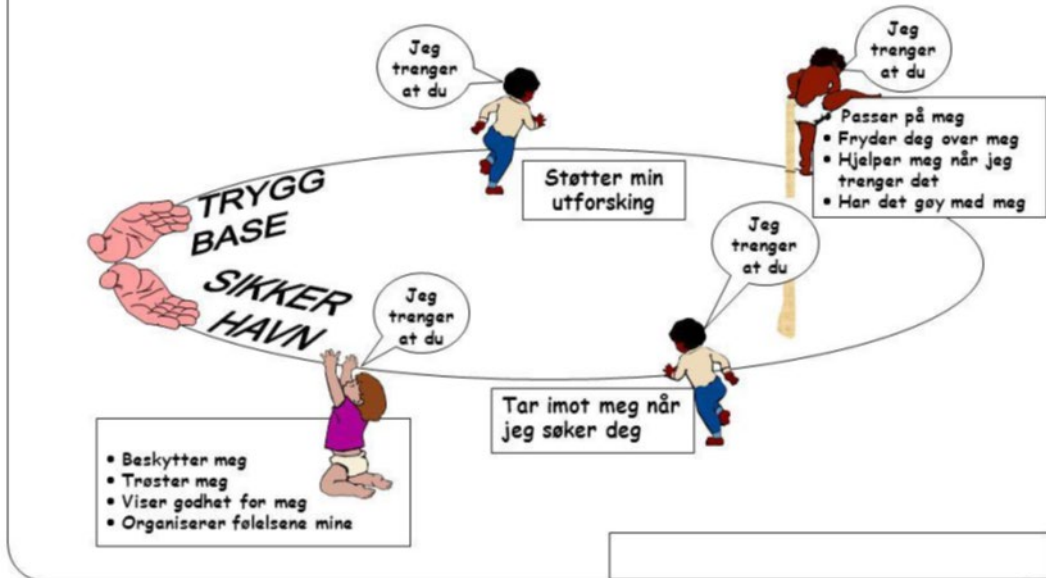 Jeg
trenger
at du
Jeg
trenger
at du
• Passer på meg
• Fryder deg over meg
• Hjelper meg når jeg
trenger det
• Har det gøy med meg
Støtter min
utforsking
TRYGG
BASE
SIKKER
HAVN
Jeg
trenger
at du
Jeg
trenger
at du
Tar imot meg når
jeg søker deg
• Beskytter meg
• Trøster meg
• Viser godhet for meg
• Organiserer følelsene mine